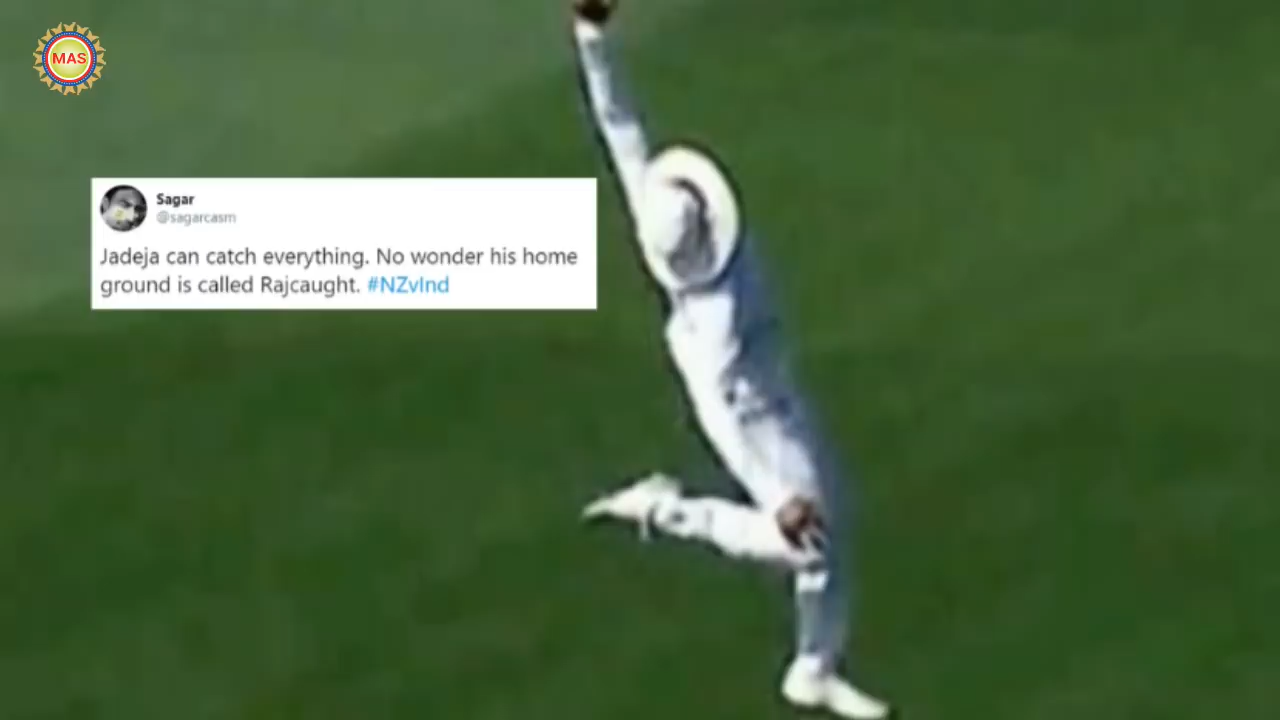 MAS
Sagar
@sagarcasm
Jadeja can catch everything. No wonder his home
ground is called Rajcaught. #NZvInd